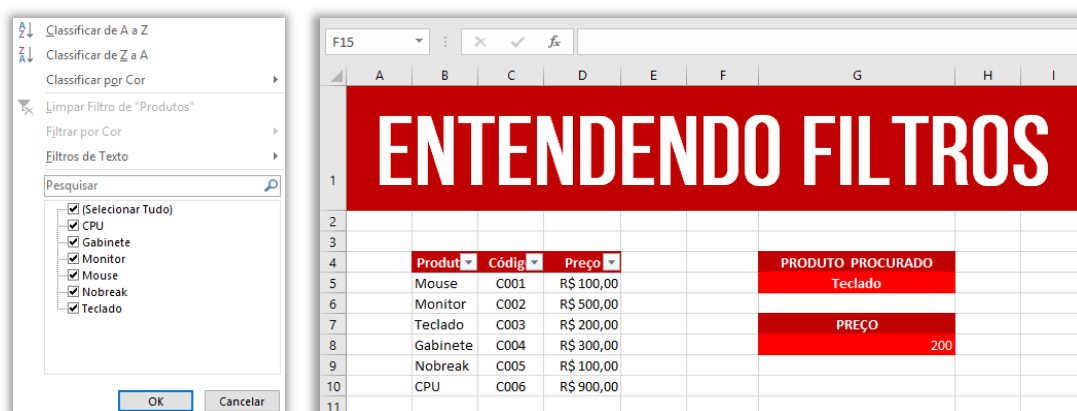 Classificar de A a Z
Classificar de Z a A
Classificar por Cor
Limpar Filtro de "Produtos"
Filtrar por Cor
Filtros de Texto
Pesquisar
(Selecionar Tudo)
CPU
Gabinete
Monitor
Mouse
Nobreak
Teclado
OK Cancelar
F15 fx
A B C D E F G H I
1 ENTENDENDO FILTROS
2
3
4 Produt Códig Preço PRODUTO PROCURADO
5 Mouse C001 R$ 100,00 Teclado
6 Monitor C002 R$ 500,00
7 Teclado C003 R$ 200,00 PREÇO
8 Gabinete C004 R$ 300,00 200
9 Nobreak C005 R$ 100,00
10 CPU C006 R$ 900,00
11